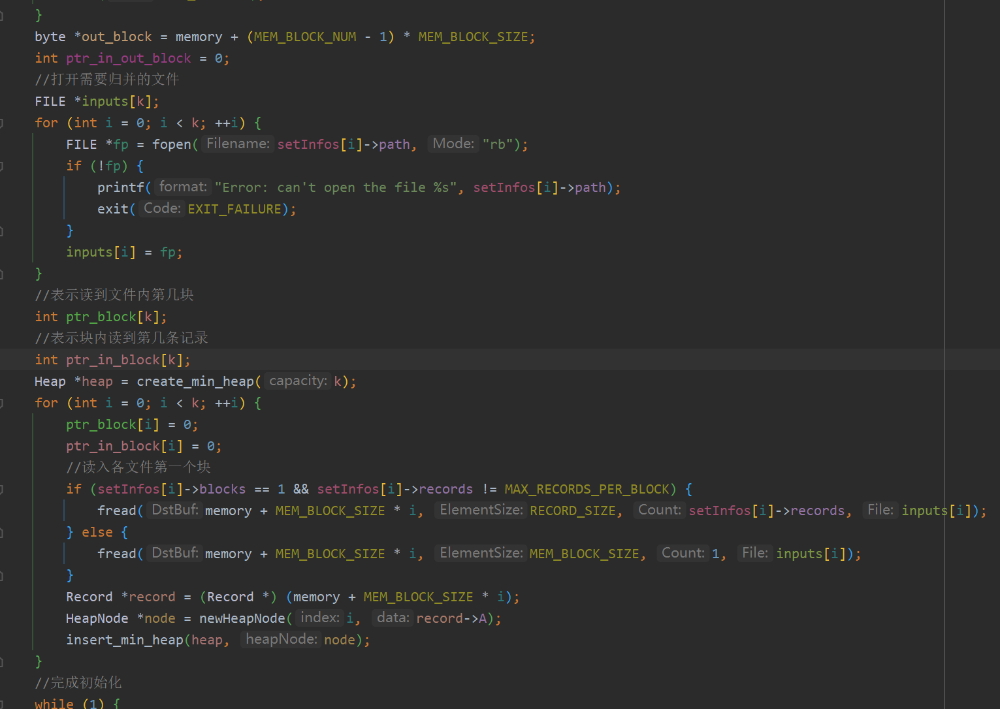 }
byte *out_block = memory + (MEM_BLOCK_NUM - 1) * MEM_BLOCK_SIZE;
int ptr_in_out_block = 0;
//打开需要归并的文件
FILE *inputs[k];
for (int i = 0; i < k; ++i) {
FILE *fp = fopen( Filename: setInfos[i]->path, Mode: "rb");
if (!fp) {
printf( format: "Error: can't open the file %s", setInfos[i]->path);
exit( Code: EXIT_FAILURE);
}
inputs[i] = fp;
}
//表示读到文件内第几块
int ptr_block[k];
//表示块内读到第几条记录
int ptr_in_block[k];
Heap *heap = create_min_heap( capacity: k);
for (int i = 0; i < k; ++i) {
ptr_block[i] = 0;
ptr_in_block[i] = 0;
//读入各文件第一个块
if (setInfos[i]->blocks == 1 && setInfos[i]->records != MAX_RECORDS_PER_BLOCK) {
fread( DstBuf: memory + MEM_BLOCK_SIZE * i, ElementSize: RECORD_SIZE, Count: setInfos[i]->records, File: inputs[i]);
} else {
fread( DstBuf: memory + MEM_BLOCK_SIZE * i, ElementSize: MEM_BLOCK_SIZE, Count: 1, File: inputs[i]);
}
Record *record = (Record *) (memory + MEM_BLOCK_SIZE * i);
HeapNode *node = newHeapNode( index: i, data: record->A);
insert_min_heap(heap, heapNode: node);
}
//完成初始化
while (1) {